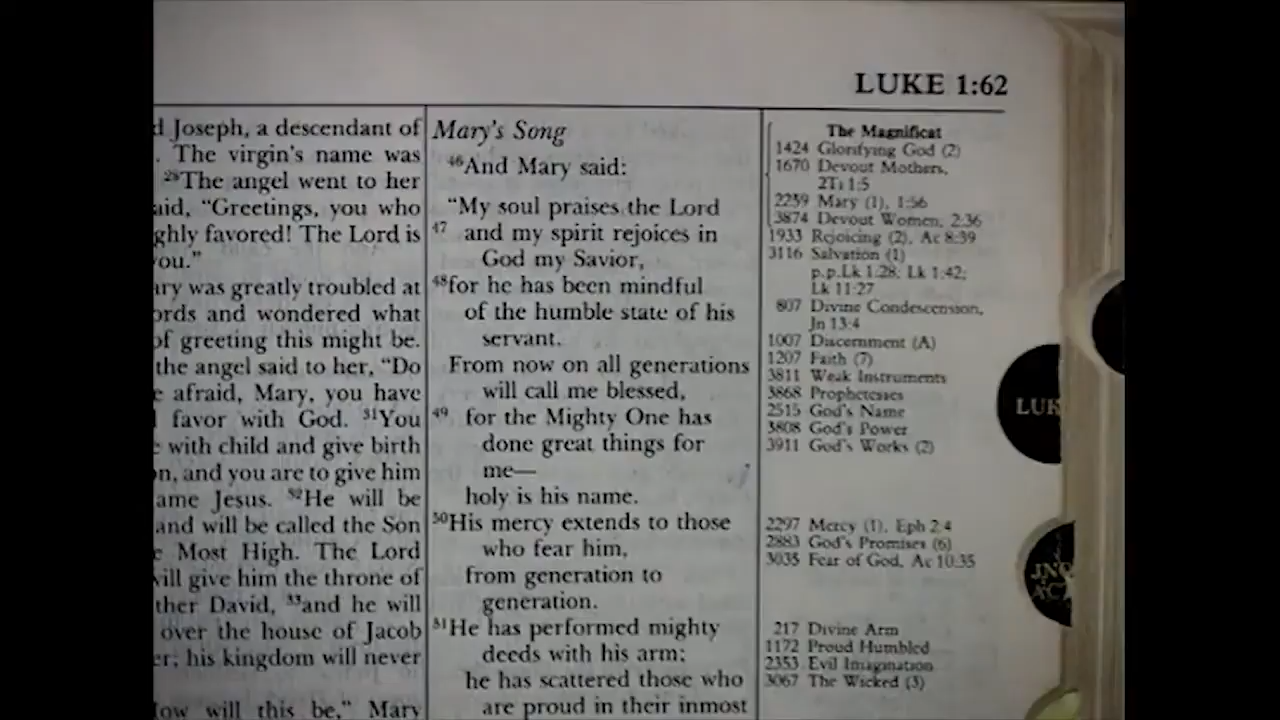 LUKE 1:62
d Joseph, a descendant of
. The virgin's name was
28The angel went to her
aid, "Greetings, you who
ghly favored! The Lord is
ou."
ary was greatly troubled at
ords and wondered what
of greeting this might be.
the angel said to her, "Do
e afraid, Mary, you have
favor with God. 31You
e with child and give birth
on, and you are to give him
ame Jesus. 32He will be
and will be called the Son
e Most High. The Lord
will give him the throne of
ther David, 33and he will
over the house of Jacob
er; his kingdom will never
How will this be," Mary
Mary's Song
46And Mary said:
"My soul praises the Lord
47 and my spirit rejoices in
God my Savior,
48for he has been mindful
of the humble state of his
servant.
From now on all generations
will call me blessed,
49 for the Mighty One has
done great things for
me—
holy is his name.
50His mercy extends to those
who fear him,
from generation to
generation.
51He has performed mighty
deeds with his arm;
he has scattered those who
are proud in their inmost
The Magnificat
1424 Glorifying God (2)
1670 Devout Mothers,
2Ti 1:5
2259 Mary (1), 1:56
3874 Devout Women, 2:36
1933 Rejoicing (2), Ac 8:39
3116 Salvation (1)
p.p.Lk 1:28; Lk 1:42;
Lk 11:27
807 Divine Condescension,
Jn 13:4
1007 Discernment (A)
1207 Faith (7)
3811 Weak Instruments
3868 Prophetesses
2515 God's Name
3808 God's Power
3911 God's Works (2)
2297 Mercy (1), Eph 2:4
2883 God's Promises (6)
3035 Fear of God, Ac 10:35
217 Divine Arm
1172 Proud Humbled
2353 Evil Imagination
3067 The Wicked (3)
LUK